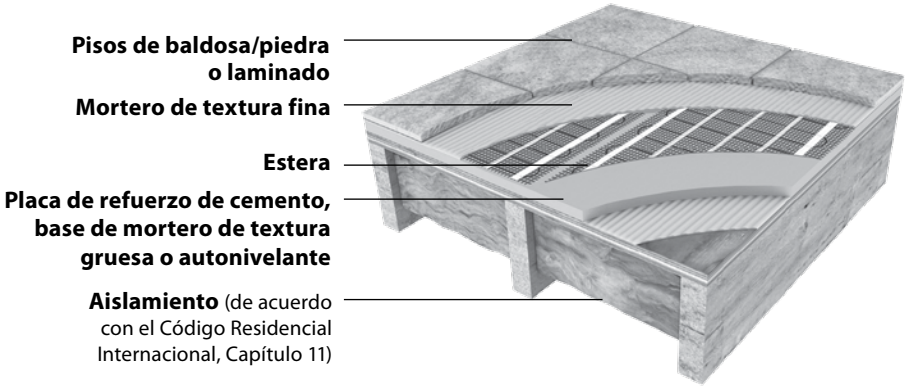 Pisos de baldosa/piedra
o laminado
Mortero de textura fina
Estera
Placa de refuerzo de cemento,
base de mortero de textura
gruesa o autonivelante
Aislamiento (de acuerdo
con el Código Residencial
Internacional, Capítulo 11)